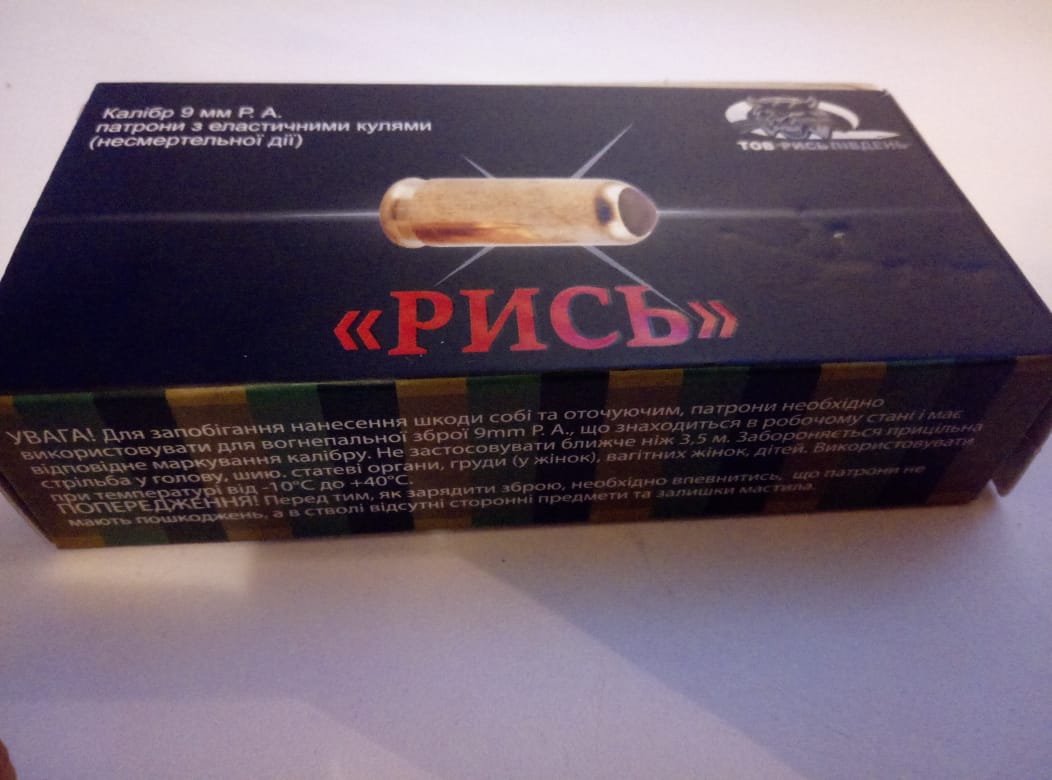 Калібр 9 мм Р. А.
патрони з еластичними кулями
(несмертельної дії)
ТОВ "РИСЬ ПІВДЕНЬ"
«РИСЬ»
УВАГА! Для запобігання нанесення шкоди собі та оточуючим, патрони необхідно
використовувати для вогнепальної зброї 9mm P. A., що знаходиться в робочому стані і має
відповідне маркування калібру. Не застосовувати ближче ніж 3,5 м. Забороняється прицільна
стрільба у голову, шию, статеві органи, груди (у жінок), вагітних жінок, дітей. Використовувати
при температурі від -10°C до +40°C.
ПОПЕРЕДЖЕННЯ! Перед тим, як зарядити зброю, необхідно впевнитись, що патрони не
мають пошкоджень, а в стволі відсутні сторонні предмети та залишки мастила.